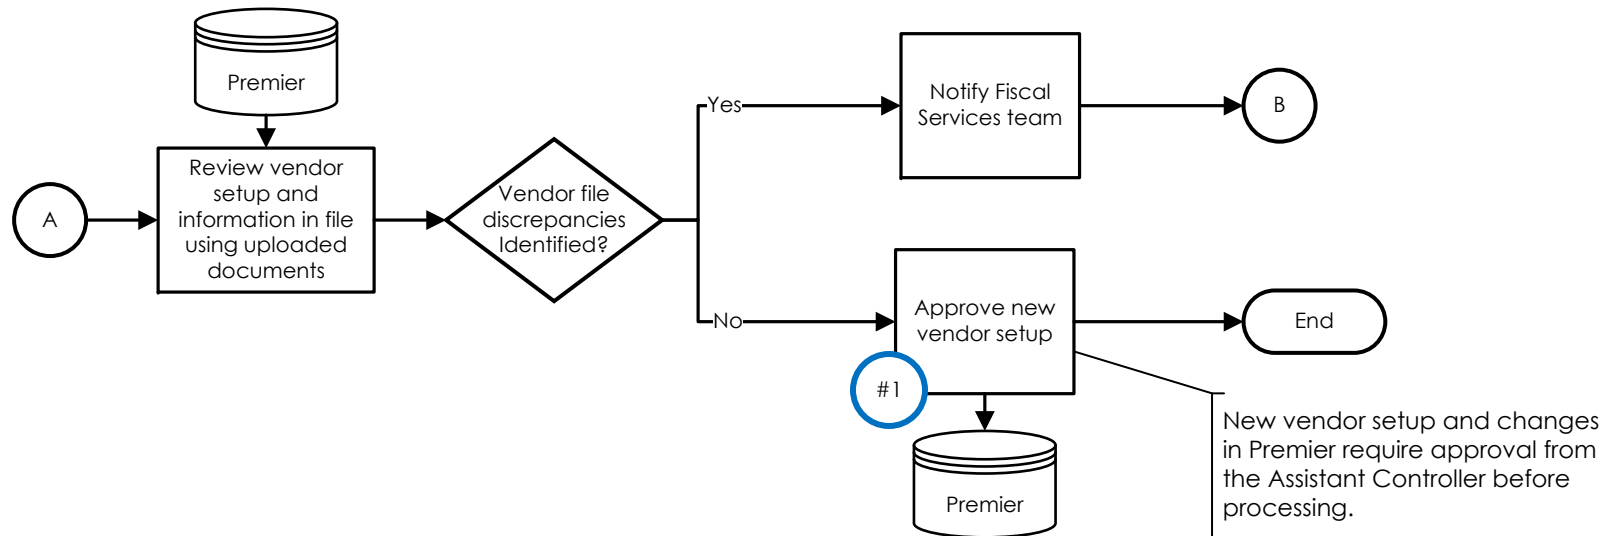 Premier
A
Review vendor
setup and
information in file
using uploaded
documents
Vendor file
discrepancies
Identified?
Yes
Notify Fiscal
Services team
B
No
Approve new
vendor setup
#1
Premier
End
New vendor setup and changes
in Premier require approval from
the Assistant Controller before
processing.